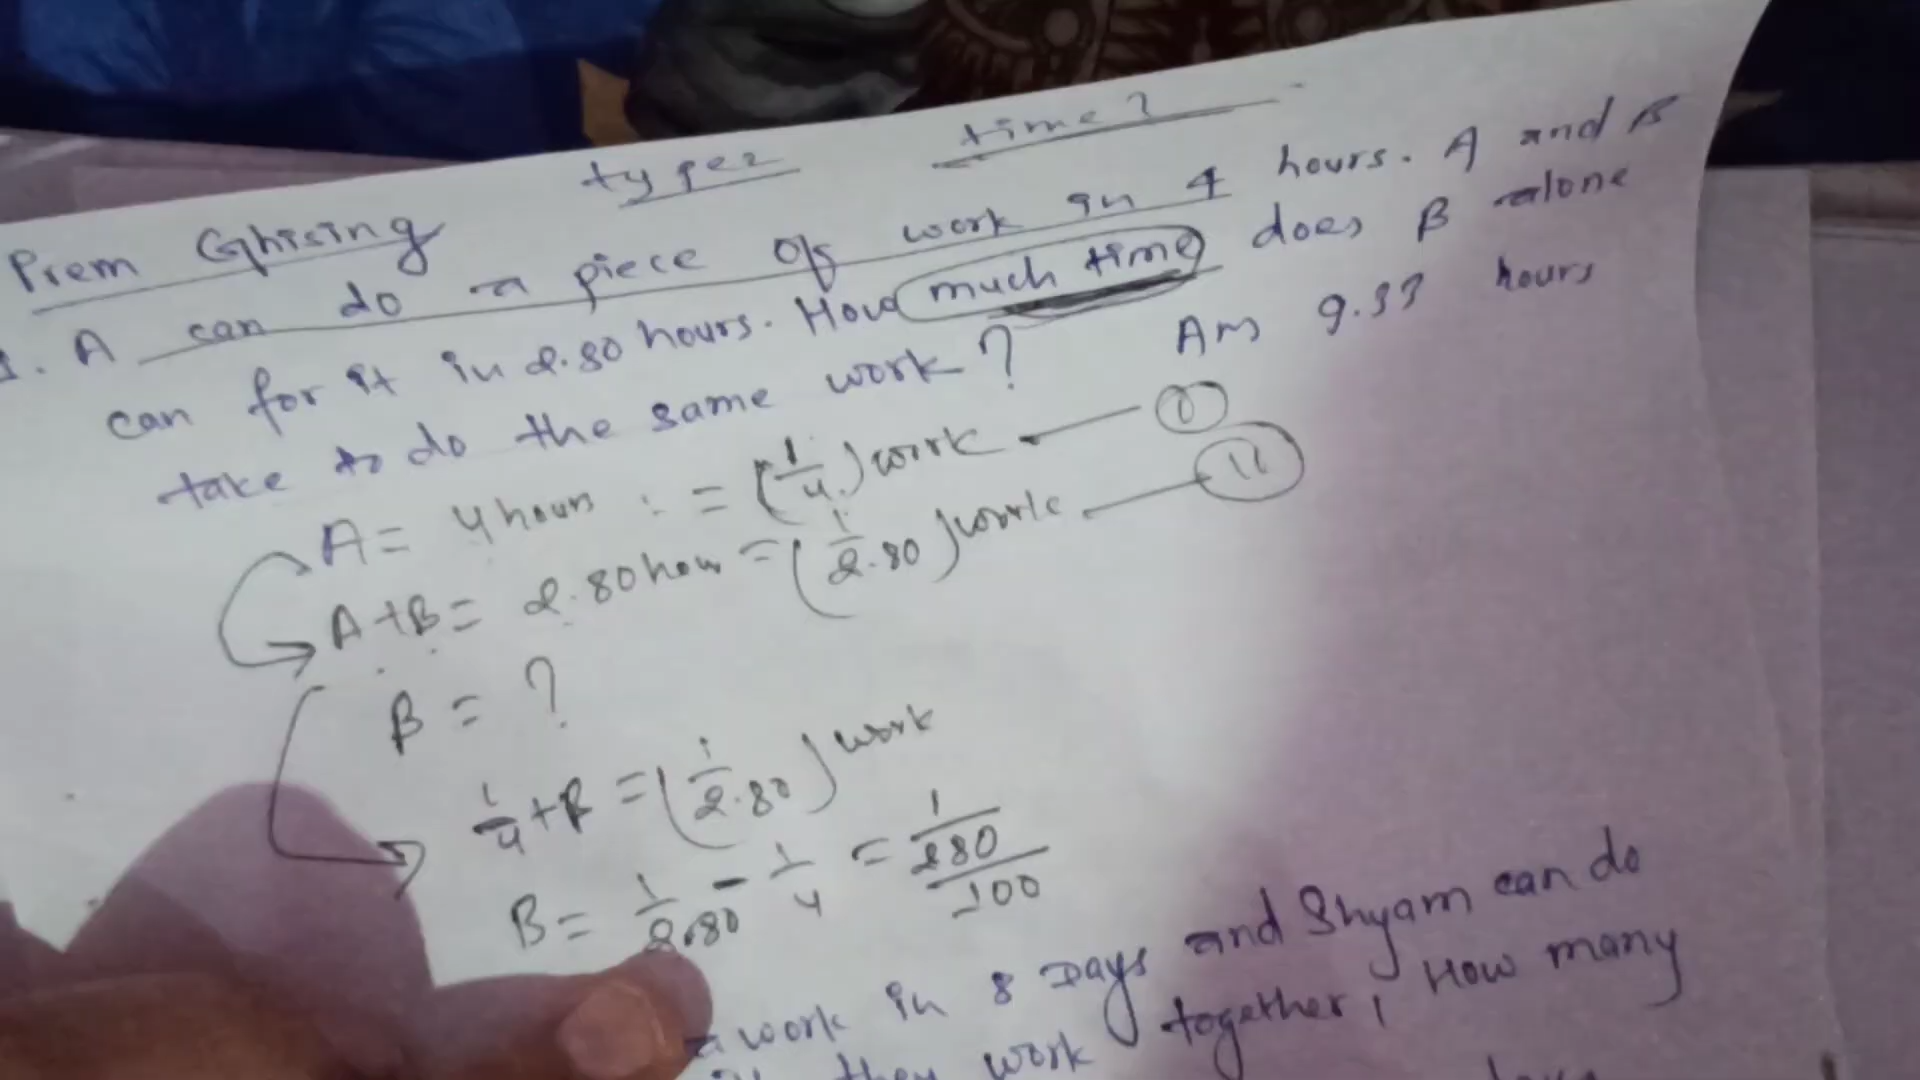 type2 time?
Prem Ghising
1. A can do a piece of work in 4 hours. A and B
can for it in 2.80 hours. How much time does B alone
take to do the same work? Ans 9.33 hours
A = 4 hours = (1/4) work — (i)
A+B = 2.80 hour = (1/2.80) work — (ii)
B = ?
1/4 + B = (1/2.80) work
B = 1/2.80 - 1/4 = 1/280/100
a work in 8 Days and Shyam can do
they work together, How many